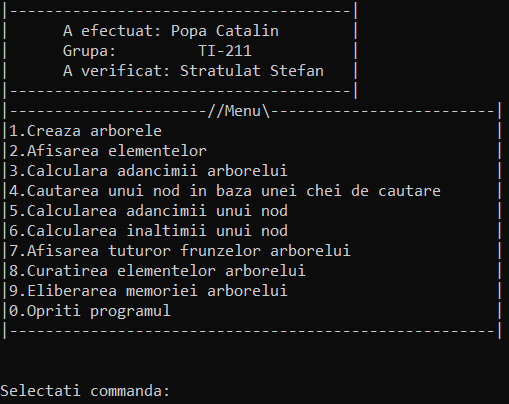 |-------------------------------------|
|      A efectuat: Popa Catalin        |
|      Grupa:         TI-211           |
|      A verificat: Stratulat Stefan   |
|-------------------------------------|
|----------------------//Menu\-------------------------|
|1.Creaza arborele
|2.Afisarea elementelor
|3.Calculara adancimii arborelui
|4.Cautarea unui nod in baza unei chei de cautare
|5.Calcularea adancimii unui nod
|6.Calcularea inaltimii unui nod
|7.Afisarea tuturor frunzelor arborelui
|8.Curatirea elementelor arborelui
|9.Eliberarea memoriei arborelui
|0.Opriti programul
|------------------------------------------------------|
Selectati commanda: